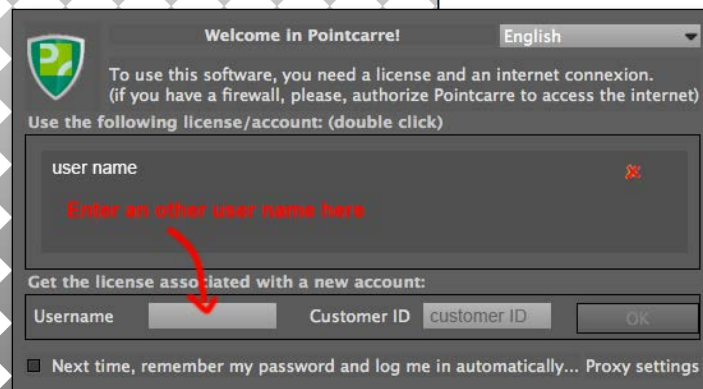 Welcome in Pointcarre!
English
To use this software, you need a license and an internet connexion.
(if you have a firewall, please, authorize Pointcarre to access the internet)
Use the following license/account: (double click)
user name
Enter an other user name here
Get the license associated with a new account:
Username Customer ID customer ID OK
Next time, remember my password and log me in automatically... Proxy settings